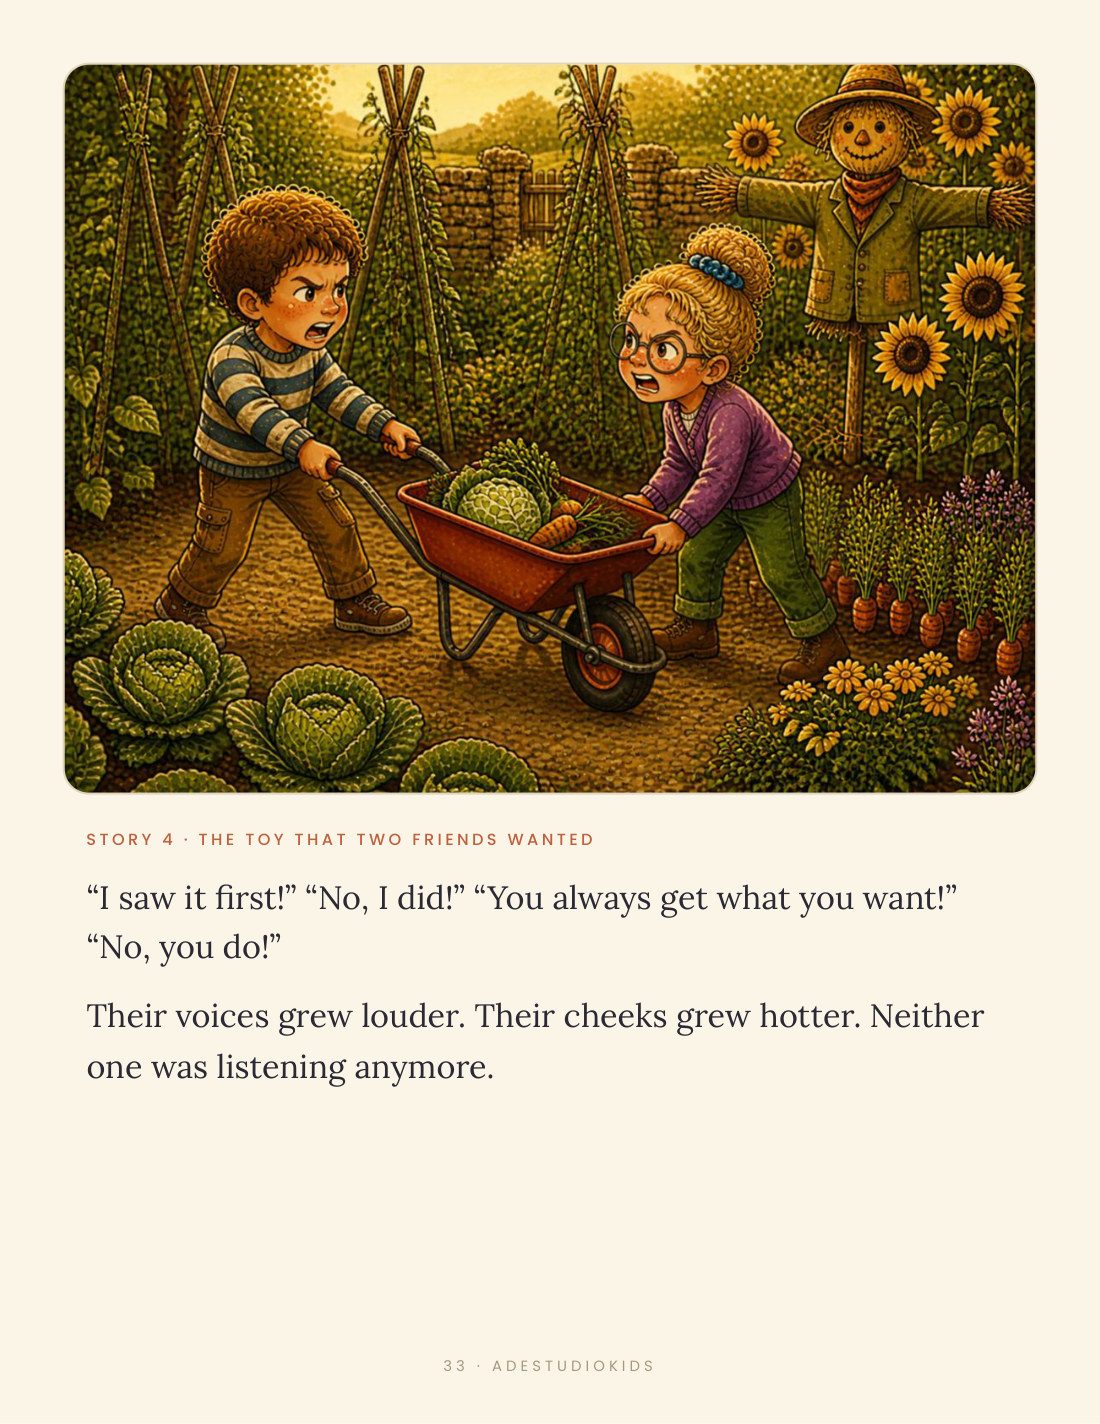 STORY 4 · THE TOY THAT TWO FRIENDS WANTED
“I saw it first!” “No, I did!” “You always get what you want!”
“No, you do!”
Their voices grew louder. Their cheeks grew hotter. Neither
one was listening anymore.
33 · ADESTUDIOKIDS